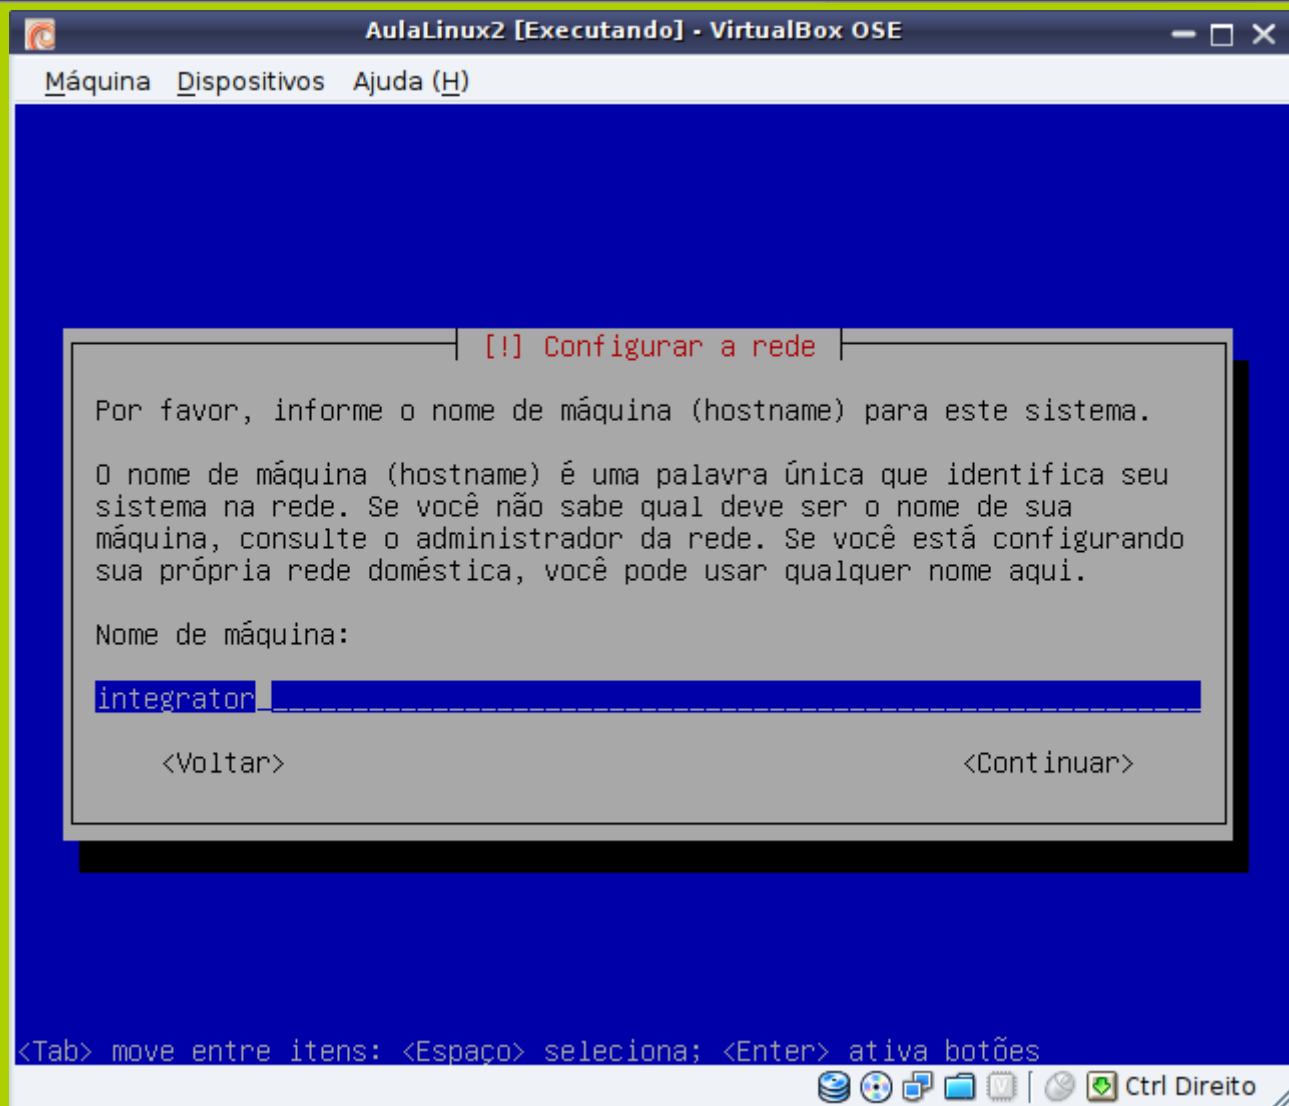 AulaLinux2 [Executando] - VirtualBox OSE
Máquina Dispositivos Ajuda (H)
[!] Configurar a rede
Por favor, informe o nome de máquina (hostname) para este sistema.
O nome de máquina (hostname) é uma palavra única que identifica seu
sistema na rede. Se você não sabe qual deve ser o nome de sua
máquina, consulte o administrador da rede. Se você está configurando
sua própria rede doméstica, você pode usar qualquer nome aqui.
Nome de máquina:
integrator
<Voltar> <Continuar>
<Tab> move entre itens: <Espaço> seleciona; <Enter> ativa botões
Ctrl Direito